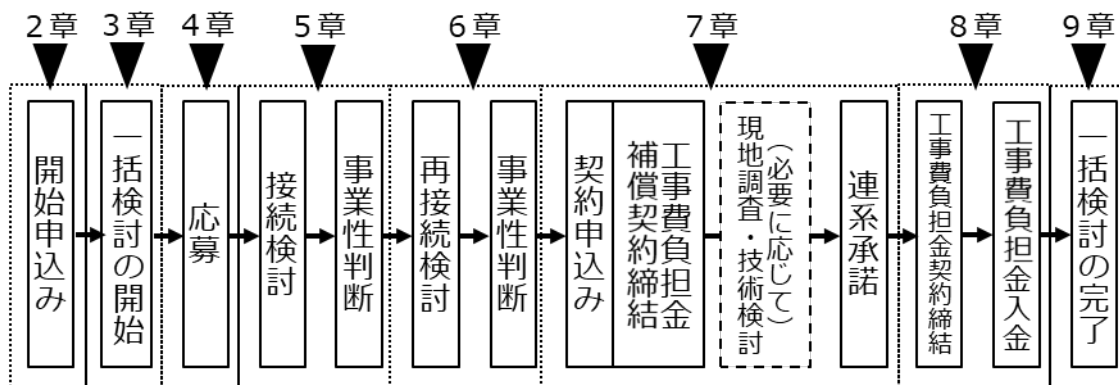 2章
3章
4章
5章
6章
7章
8章
9章
開始申込み
一括検討の開始
応募
接続検討
事業性判断
再接続検討
事業性判断
契約申込み
工事費負担金
補償契約締結
（必要に応じて）
現地調査・技術検討
連系承諾
工事費負担金契約締結
工事費負担金入金
一括検討の完了